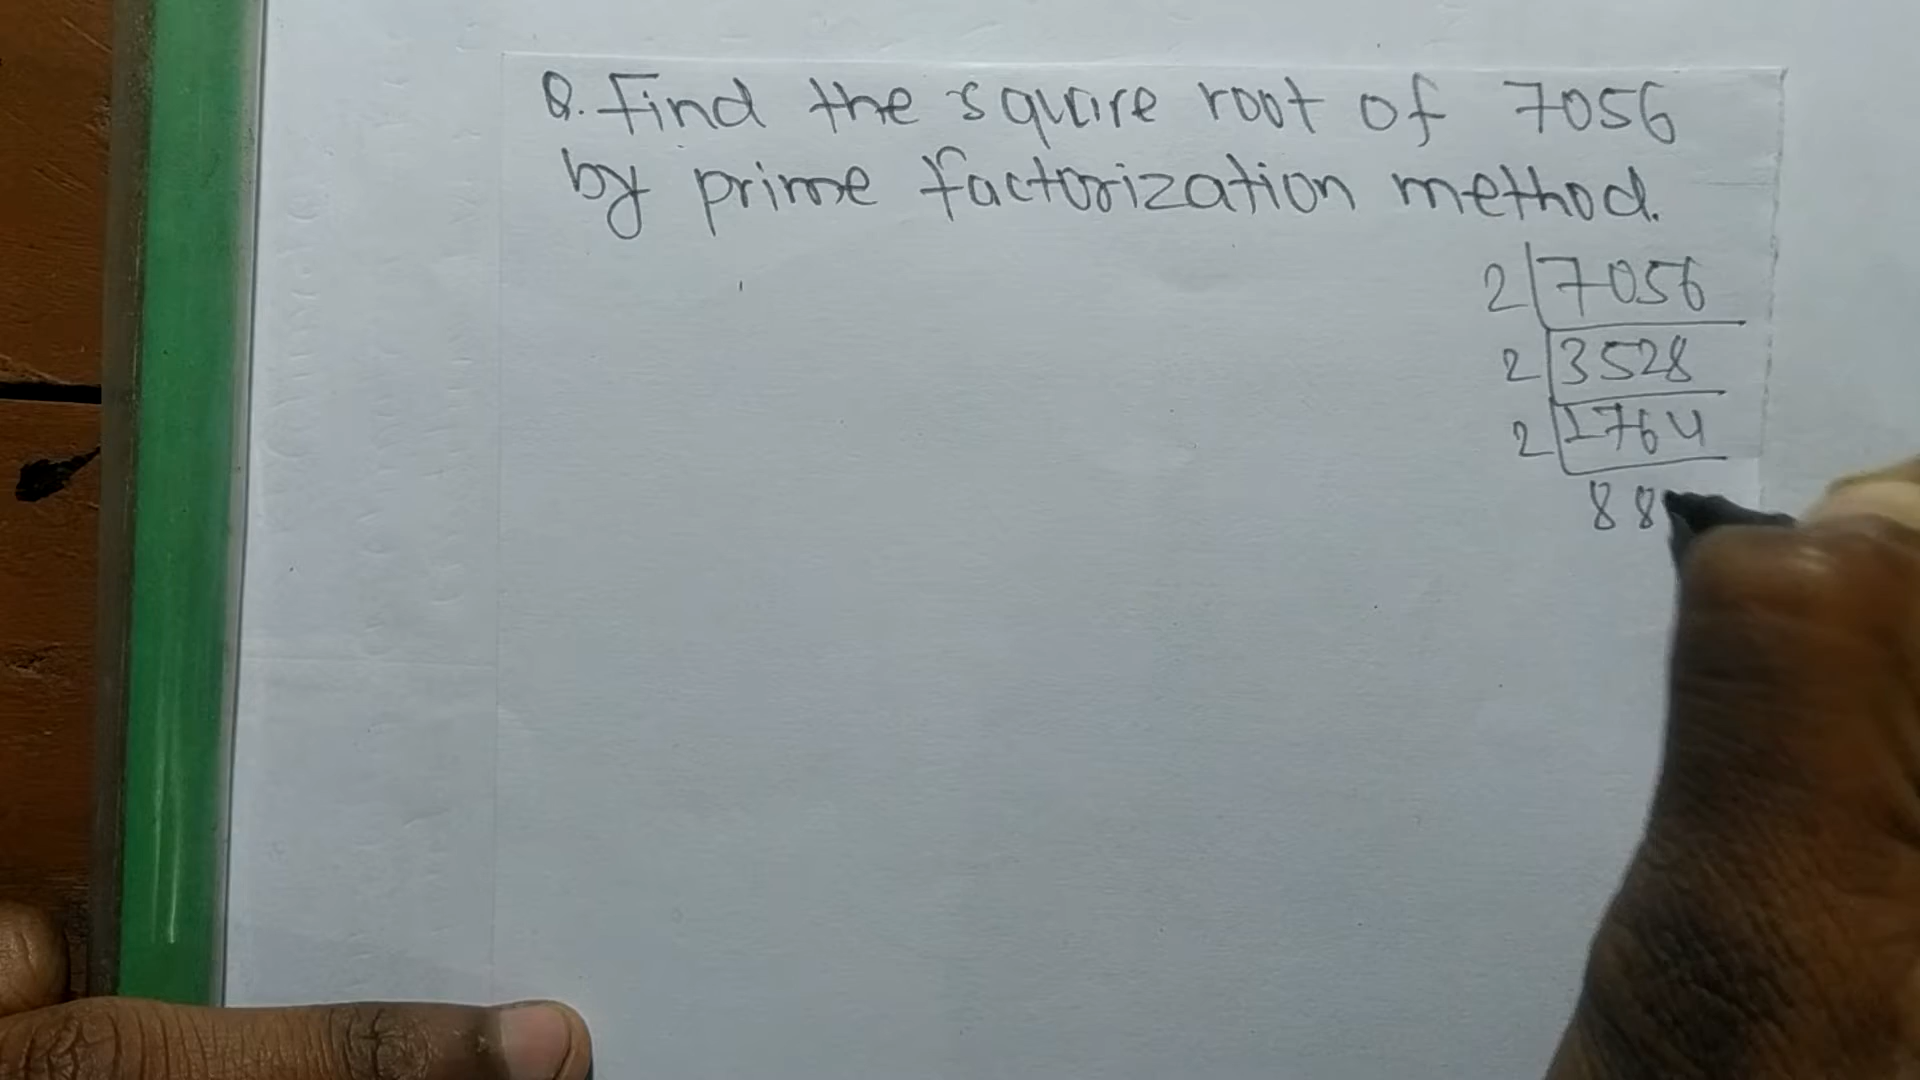 Q. Find the square root of 7056
by prime factorization method.
2 7056
2 3528
2 1764
88